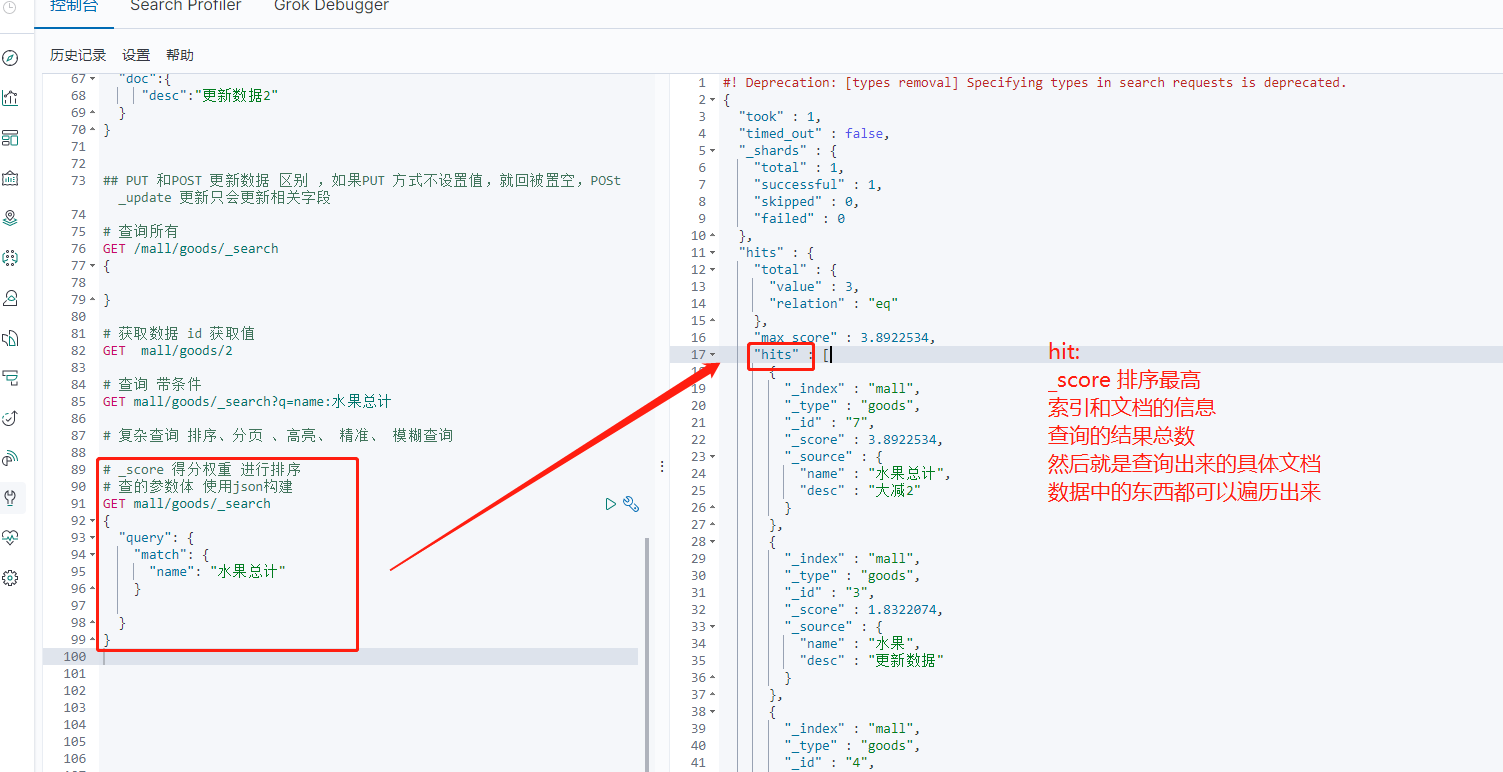 控制台 Search Profiler Grok Debugger
历史记录 设置 帮助
67 "doc":{
68 "desc":"更新数据2"
69 }
70 }
71
72
73 ## PUT 和POST 更新数据 区别 ，如果PUT 方式不设置值，就回被置空，POSt
_update 更新只会更新相关字段
74
75 # 查询所有
76 GET /mall/goods/_search
77 {
78
79 }
80
81 # 获取数据 id 获取值
82 GET mall/goods/2
83
84 # 查询 带条件
85 GET mall/goods/_search?q=name:水果总计
86
87 # 复杂查询 排序、分页 、高亮、 精准、 模糊查询
88
89 # _score 得分权重 进行排序
90 # 查的参数体 使用json构建
91 GET mall/goods/_search
92 {
93 "query": {
94 "match": {
95 "name": "水果总计"
96 }
97
98 }
99 }
100
101
102
103
104
105
106
1 #! Deprecation: [types removal] Specifying types in search requests is deprecated.
2 {
3 "took" : 1,
4 "timed_out" : false,
5 "_shards" : {
6 "total" : 1,
7 "successful" : 1,
8 "skipped" : 0,
9 "failed" : 0
10 },
11 "hits" : {
12 "total" : {
13 "value" : 3,
14 "relation" : "eq"
15 },
16 "max_score" : 3.8922534,
17 "hits" : [
{
19 "_index" : "mall",
20 "_type" : "goods",
21 "_id" : "7",
22 "_score" : 3.8922534,
23 "_source" : {
24 "name" : "水果总计",
25 "desc" : "大减2"
26 }
27 },
28 {
29 "_index" : "mall",
30 "_type" : "goods",
31 "_id" : "3",
32 "_score" : 1.8322074,
33 "_source" : {
34 "name" : "水果",
35 "desc" : "更新数据"
36 }
37 },
38 {
39 "_index" : "mall",
40 "_type" : "goods",
41 "_id" : "4",
hit:
_score 排序最高
索引和文档的信息
查询的结果总数
然后就是查询出来的具体文档
数据中的东西都可以遍历出来